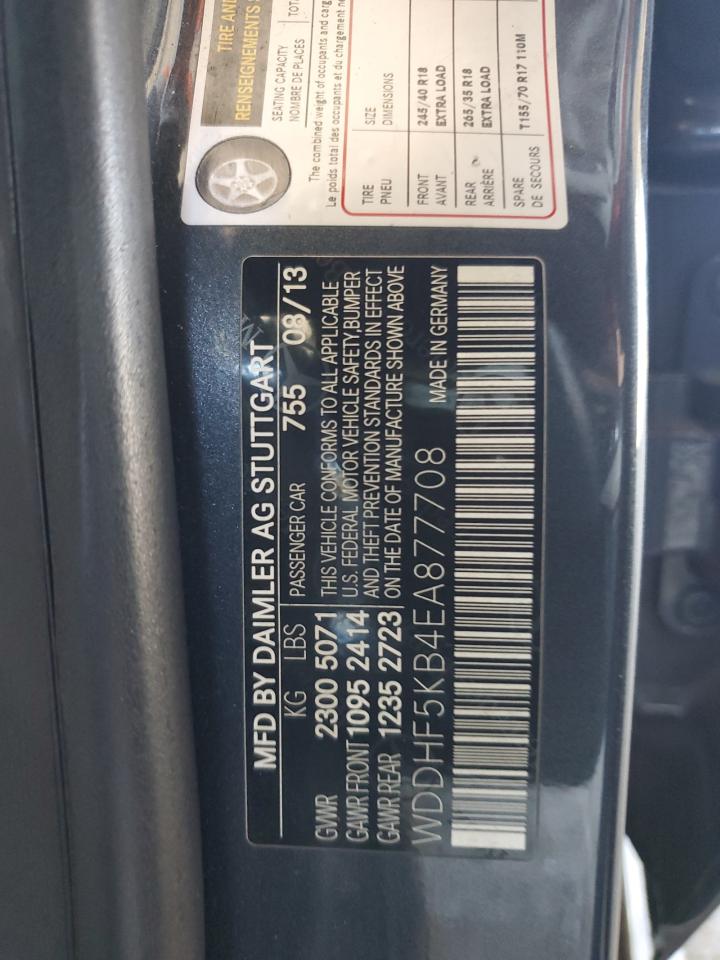 MFD BY DAIMLER AG STUTTGART
KG LBS PASSENGER CAR 755 08/13
GVWR 2300 5071 THIS VEHICLE CONFORMS TO ALL APPLICABLE
GAWR FRONT 1095 2414 U.S. FEDERAL MOTOR VEHICLE SAFETY,BUMPER
GAWR REAR 1235 2723 AND THEFT PREVENTION STANDARDS IN EFFECT
ON THE DATE OF MANUFACTURE SHOWN ABOVE
WDDHF5KB4EA877708 MADE IN GERMANY
TIRE AND
RENSEIGNEMENTS
SEATING CAPACITY
NOMBRE DE PLACES
The combined weight of occupants and
Le poids total des occupants et du chargement
TIRE SIZE
PNEU DIMENSIONS
FRONT 245/40 R18
AVANT EXTRA LOAD
REAR 265/35 R18
ARRIÈRE EXTRA LOAD
SPARE T155/70 R17 110M
DE SECOURS